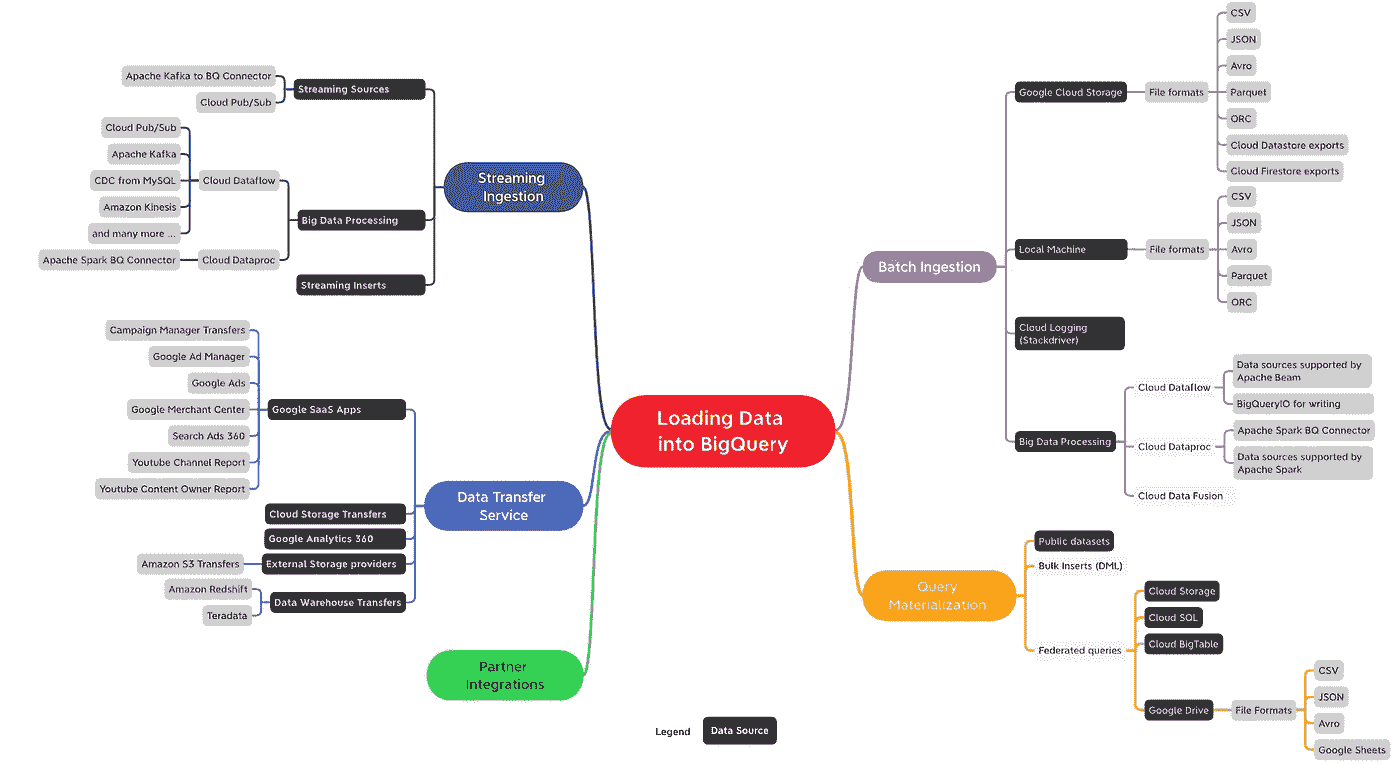 Loading Data
into BigQuery
Streaming
Ingestion
Streaming Sources
Apache Kafka to BQ Connector
Cloud Pub/Sub
Big Data Processing
Cloud Dataflow
Cloud Pub/Sub
Apache Kafka
CDC from MySQL
Amazon Kinesis
and many more ...
Cloud Dataproc
Apache Spark BQ Connector
Streaming Inserts
Data Transfer
Service
Google SaaS Apps
Campaign Manager Transfers
Google Ad Manager
Google Ads
Google Merchant Center
Search Ads 360
Youtube Channel Report
Youtube Content Owner Report
Cloud Storage Transfers
Google Analytics 360
External Storage providers
Amazon S3 Transfers
Data Warehouse Transfers
Amazon Redshift
Teradata
Partner
Integrations
Batch Ingestion
Google Cloud Storage
File formats
CSV
JSON
Avro
Parquet
ORC
Cloud Datastore exports
Cloud Firestore exports
Local Machine
File formats
CSV
JSON
Avro
Parquet
ORC
Cloud Logging
(Stackdriver)
Big Data Processing
Cloud Dataflow
Data sources supported by
Apache Beam
BigQueryIO for writing
Cloud Dataproc
Apache Spark BQ Connector
Data sources supported by
Apache Spark
Cloud Data Fusion
Query
Materialization
Public datasets
Bulk Inserts (DML)
Federated queries
Cloud Storage
Cloud SQL
Cloud BigTable
Google Drive
File Formats
CSV
JSON
Avro
Google Sheets
Legend
Data Source